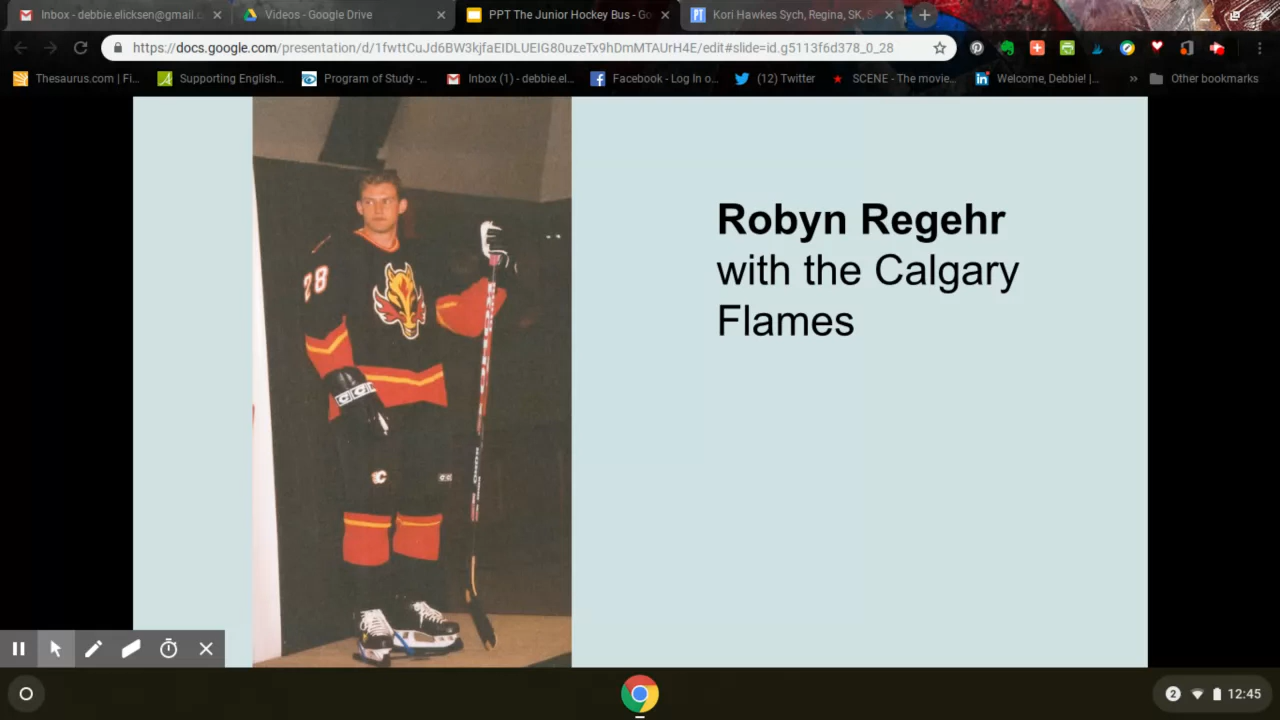 Inbox - debbie.elicksen@gmail.c
Videos - Google Drive
PPT The Junior Hockey Bus - Go
Kori Hawkes Sych, Regina, SK, S
https://docs.google.com/presentation/d/1fwttCuJd6BW3kjfaEIDLUEIG80uzeTx9hDmMTAUrH4E/edit#slide=id.g5113f6d378_0_28
Thesaurus.com | Fi...
Supporting English...
Program of Study -...
Inbox (1) - debbie.el...
Facebook - Log In o...
(12) Twitter
SCENE - The movie...
Welcome, Debbie! |...
» Other bookmarks
Robyn Regehr
with the Calgary
Flames
28
CCM
2
12:45